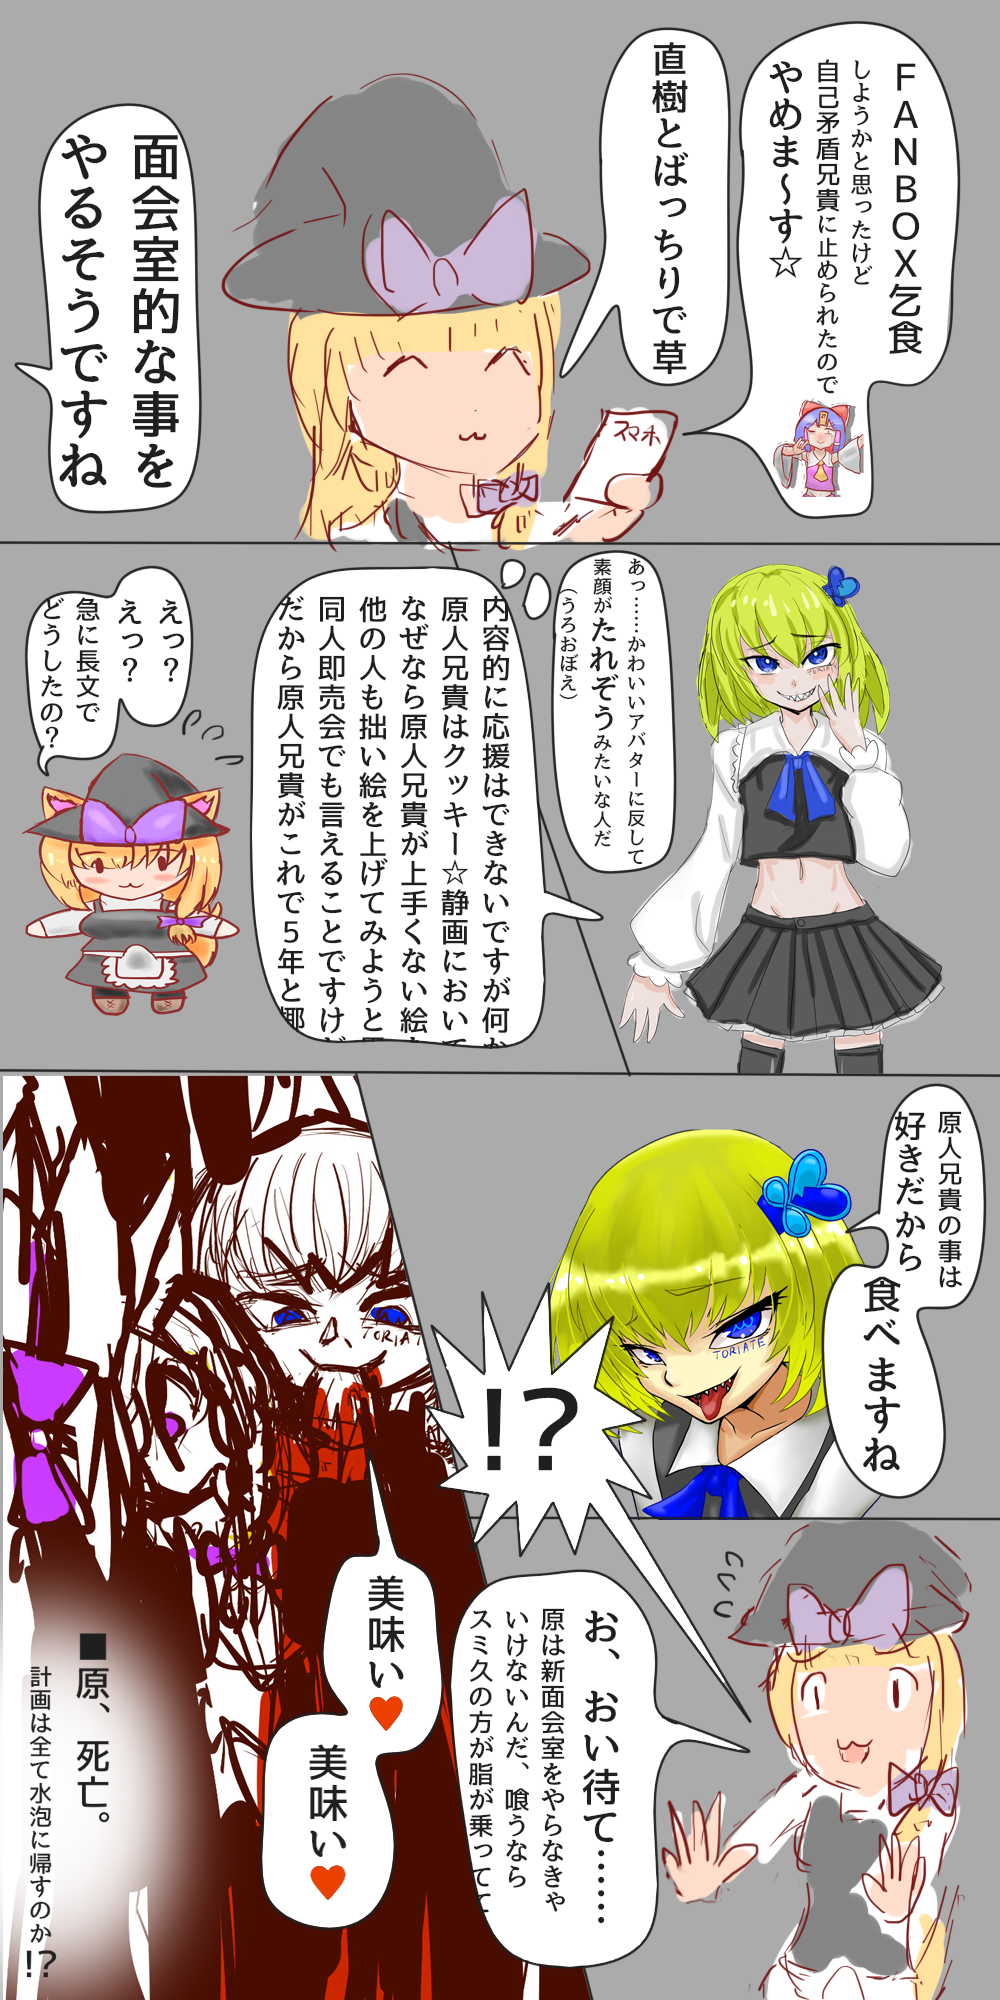 FANBOX乞食
しようかと思ったけど
自己矛盾兄貴に止められたので
やめま～す☆
直樹とばっちりで草
スマホ
面会室的な事を
やるそうですね
あっ……かわいいアバターに反して
素顔がたれぞうみたいな人だ
(うろおぼえ)
内容的に応援はできないですが何か
原人兄貴はクッキー☆静画において
なぜなら原人兄貴が上手くない絵
他の人も拙い絵を上げてみようと
同人即売会でも言えることですけど
だから原人兄貴がこれで5年と椰
えっ？
えっ？
急に長文で
どうしたの？
原人兄貴の事は
好きだから
食べますね
TORIATE
TORIAT
!?
お、おい待て……
原は新面会室をやらなきゃ
いけないんだ、喰うなら
スミ久の方が脂が乗ってて
美味い♥
美味い♥
■原、死亡。
計画は全て水泡に帰すのか!?